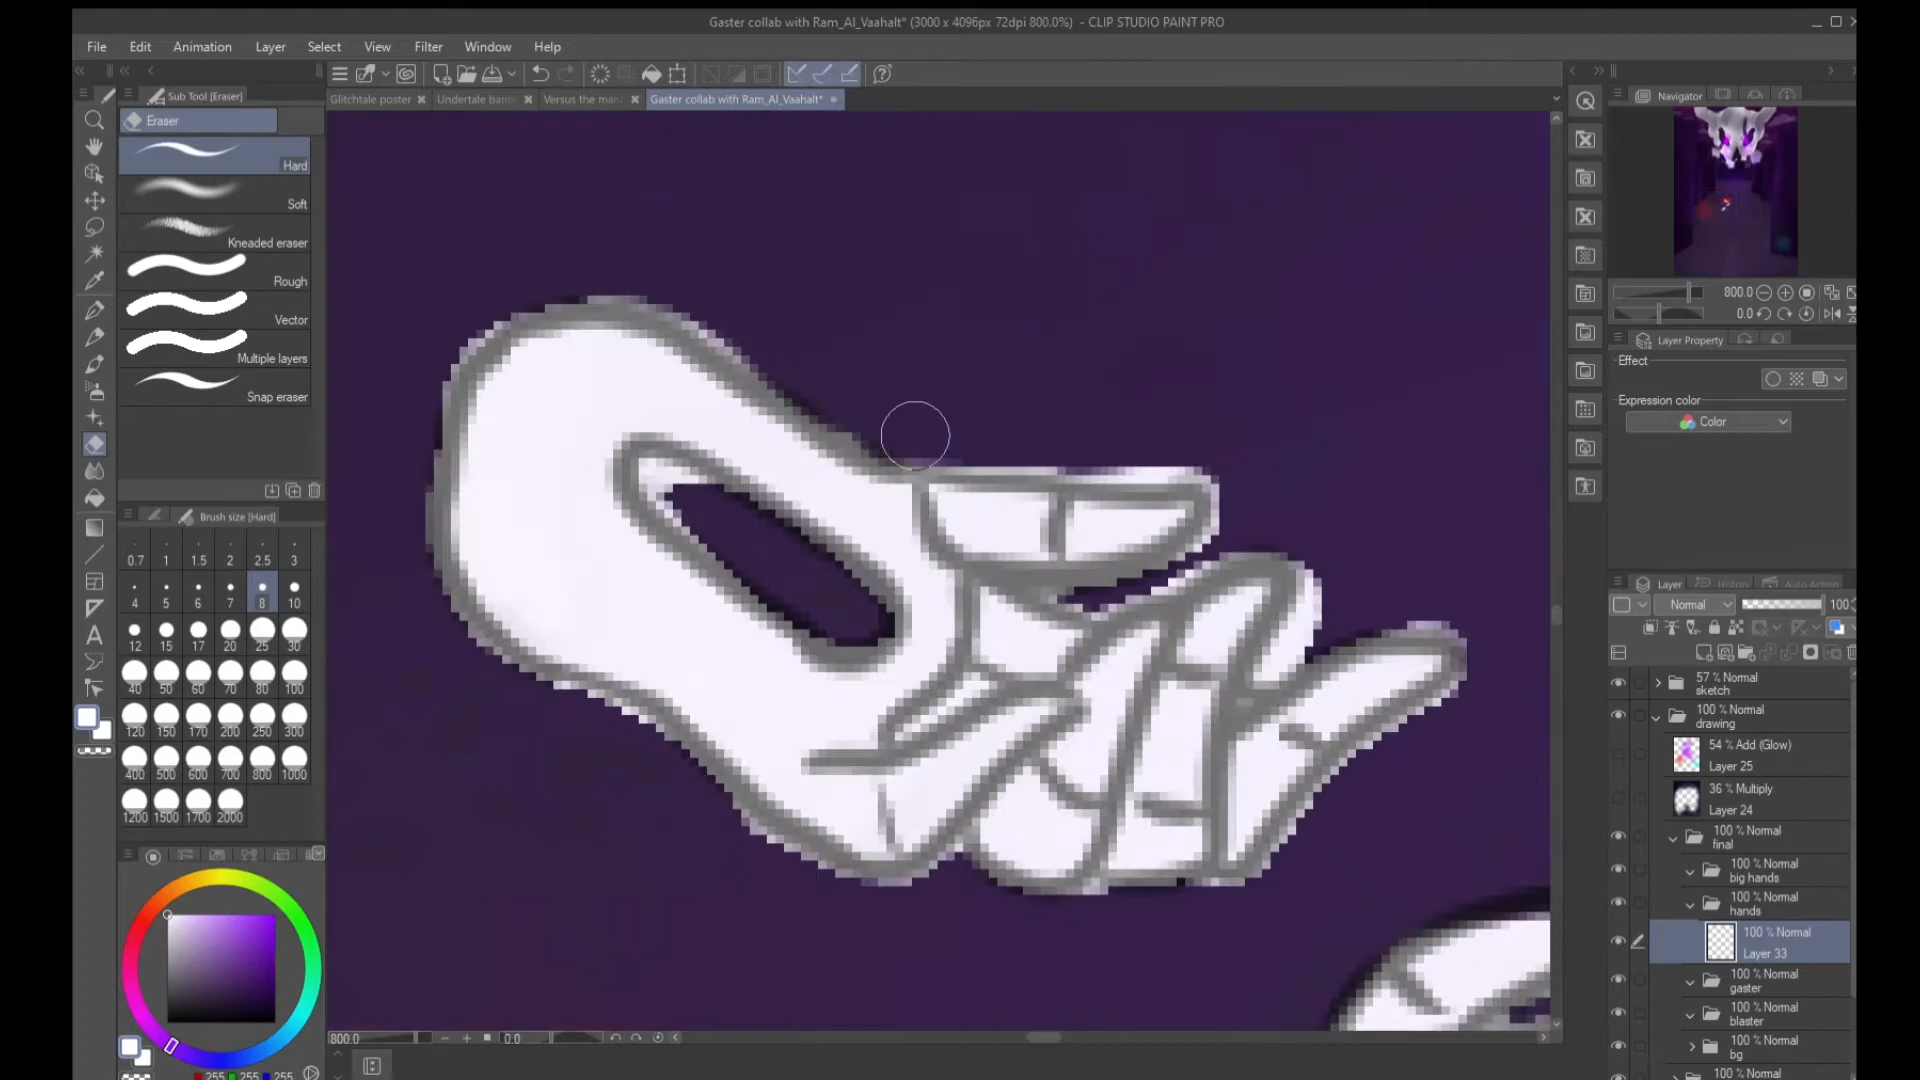 Gaster collab with Ram_Al_Vaahalt* (3000 x 4096px 72dpi 800.0%) - CLIP STUDIO PAINT PRO
File Edit Animation Layer Select View Filter Window Help
Sub Tool [Eraser]
Glitchtale poster
Undertale
Versus the
Gaster collab with Ram_Al_Vaahalt*
Navigator
Eraser
Hard
Soft
Kneaded eraser
Rough
Vector
Multiple layers
Snap eraser
800.0
0.0
Layer Property
Effect
Expression color
Color
Brush size [Hard]
0.7 1 1.5 2 2.5 3
4 5 6 7 8 10
12 15 17 20 25 30
40 50 60 70 80 100
120 150 170 200 250 300
400 500 600 700 800 1000
1200 1500 1700 2000
Layer History Auto Action
Normal 100
57 % Normal
sketch
100 % Normal
drawing
54 % Add (Glow)
Layer 25
36 % Multiply
Layer 24
100 % Normal
final
100 % Normal
big hands
100 % Normal
hands
100 % Normal
Layer 33
100 % Normal
gaster
100 % Normal
blaster
100 % Normal
bg
100 % Normal
800.0 0.0
255 255 255